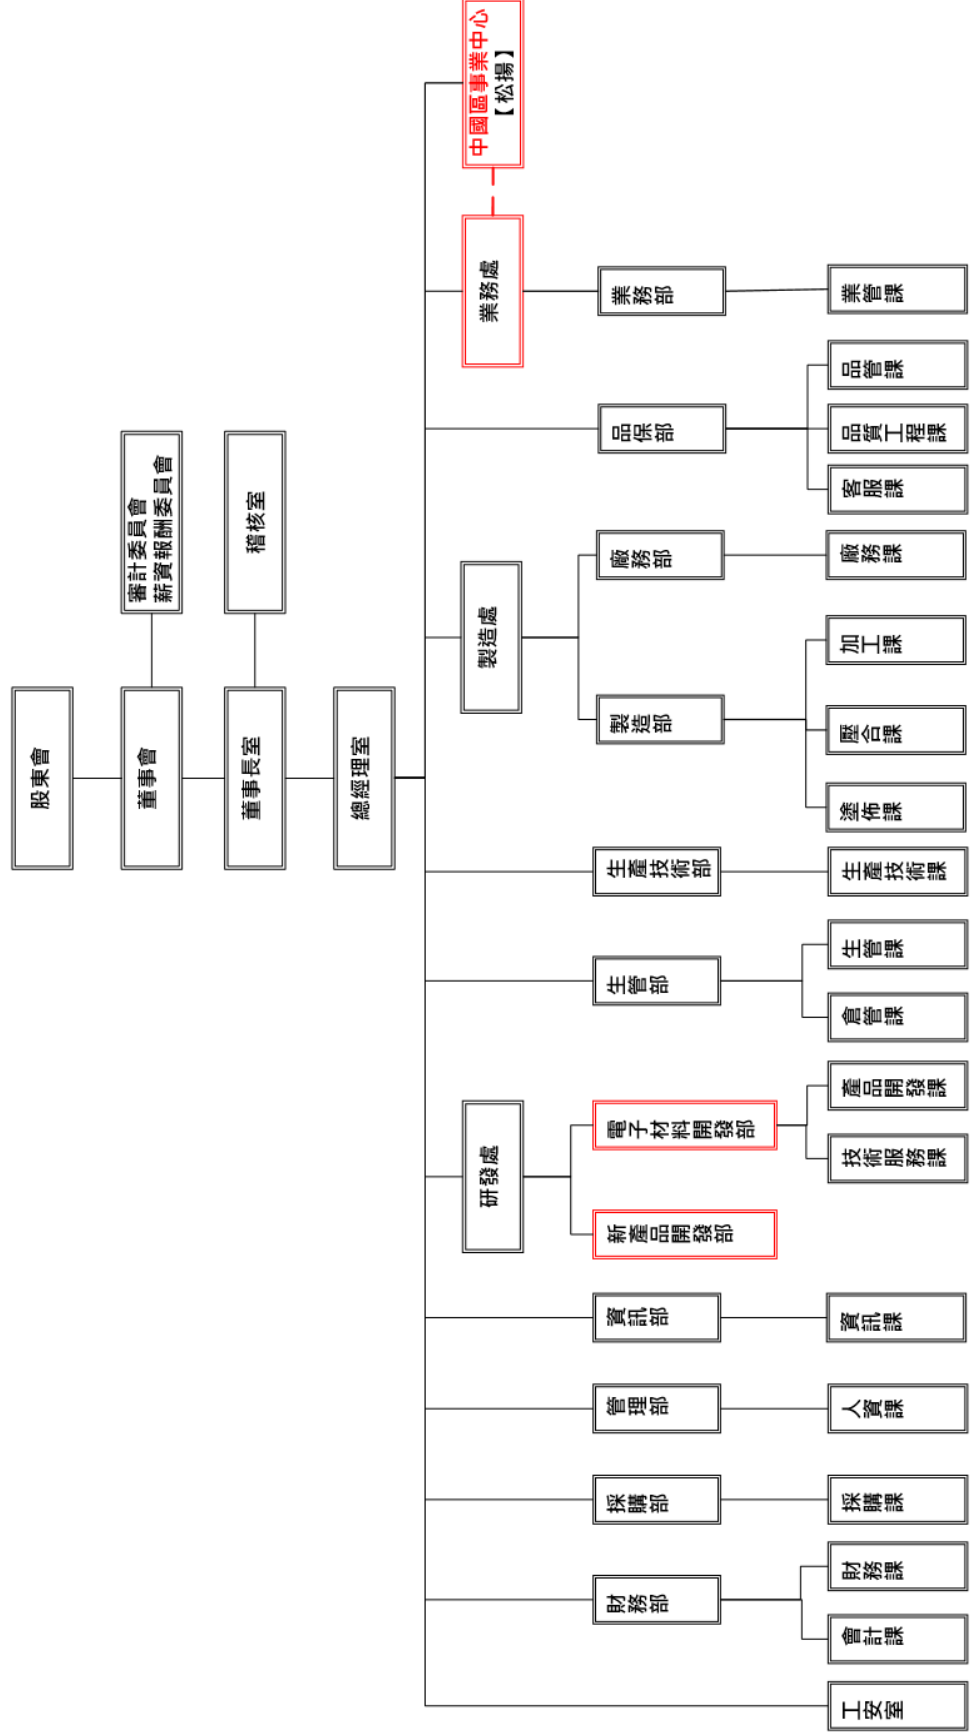 股東會
董事會
審計委員會
薪資報酬委員會
董事長室
稽核室
總經理室
工安室
財務部
會計課
財務課
採購部
採購課
管理部
人資課
資訊部
資訊課
研發處
新產品開發部
電子材料開發部
技術服務課
產品開發課
生管部
倉管課
生管課
生產技術部
生產技術課
製造處
製造部
塗佈課
壓合課
加工課
廠務部
廠務課
品保部
客服課
品質工程課
品管課
業務處
業務部
業管課
中國區事業中心
【松揚】